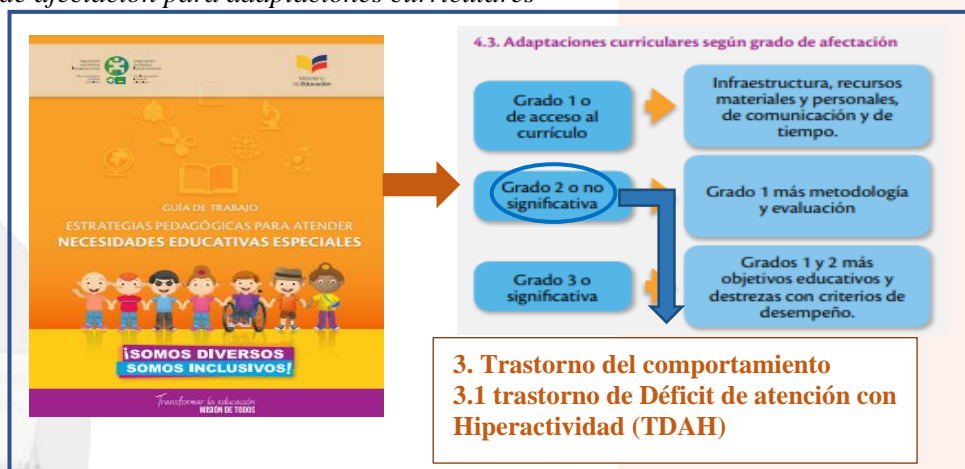 de afectación para adaptaciones curriculares
Ministerio
de Educación
GUÍA DE TRABAJO
ESTRATEGIAS PEDAGÓGICAS PARA ATENDER
NECESIDADES EDUCATIVAS ESPECIALES
¡SOMOS DIVERSOS
SOMOS INCLUSIVOS!
Transformar la educación
MISIÓN DE TODOS
4.3. Adaptaciones curriculares según grado de afectación
Grado 1 o
de acceso al
currículo
Infraestructura, recursos
materiales y personales,
de comunicación y de
tiempo.
Grado 2 o no
significativa
Grado 1 más metodología
y evaluación
Grado 3 o
significativa
Grados 1 y 2 más
objetivos educativos y
destrezas con criterios de
desempeño.
3. Trastorno del comportamiento
3.1 trastorno de Déficit de atención con
Hiperactividad (TDAH)